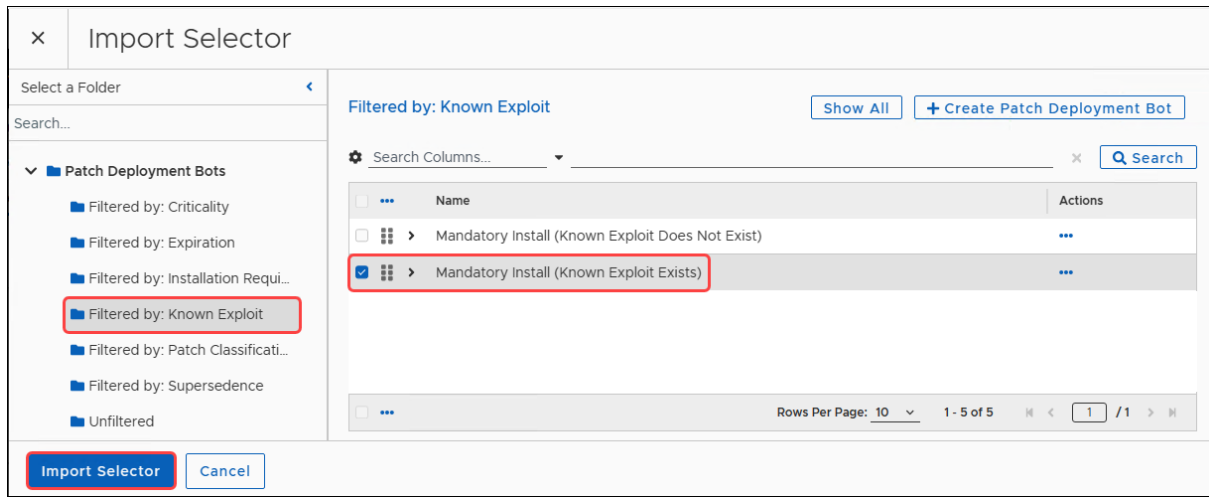 Import Selector
Select a Folder
Search...
Patch Deployment Bots
Filtered by: Criticality
Filtered by: Expiration
Filtered by: Installation Requi...
Filtered by: Known Exploit
Filtered by: Patch Classificati...
Filtered by: Supersedence
Unfiltered
Filtered by: Known Exploit
Show All
+ Create Patch Deployment Bot
Search Columns...
Search
Name Actions
Mandatory Install (Known Exploit Does Not Exist)
Mandatory Install (Known Exploit Exists)
Rows Per Page: 10 1 - 5 of 5 1 / 1
Import Selector Cancel